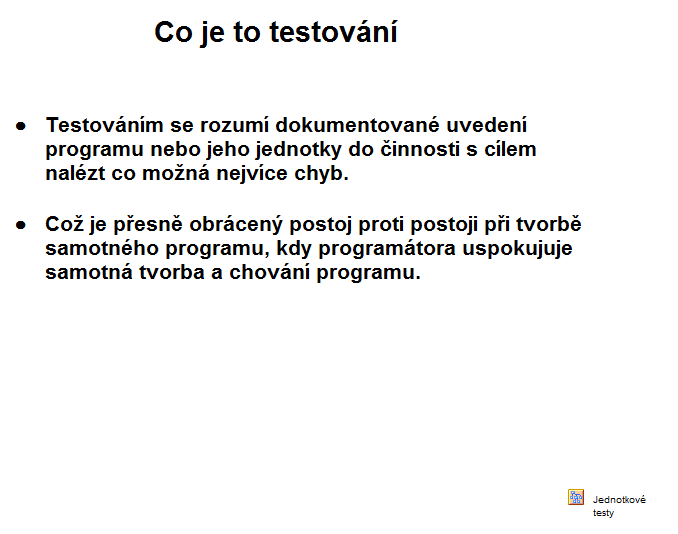 Co je to testování
● Testováním se rozumí dokumentované uvedení
programu nebo jeho jednotky do činnosti s cílem
nalézt co možná nejvíce chyb.
● Což je přesně obrácený postoj proti postoji při tvorbě
samotného programu, kdy programátora uspokujuje
samotná tvorba a chování programu.
Jednotkové
testy